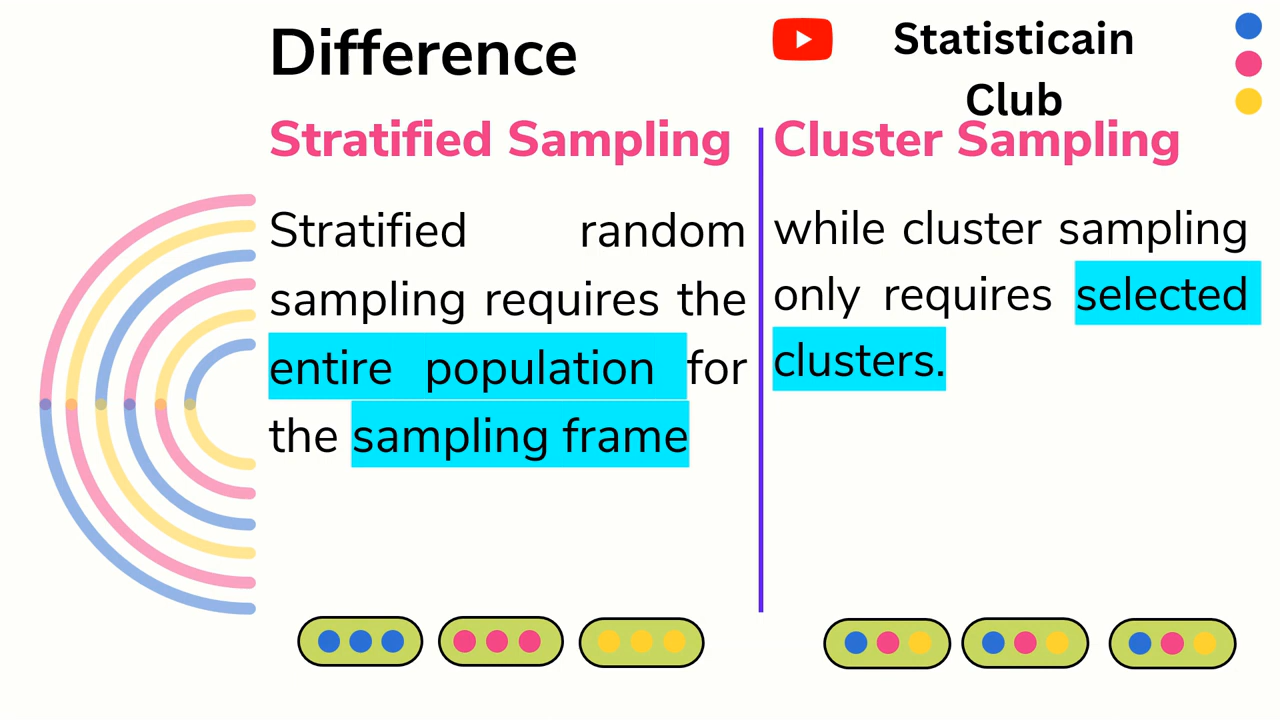 Difference
Statisticain
Club
Stratified Sampling
Stratified random
sampling requires the
entire population for
the sampling frame
Cluster Sampling
while cluster sampling
only requires selected
clusters.